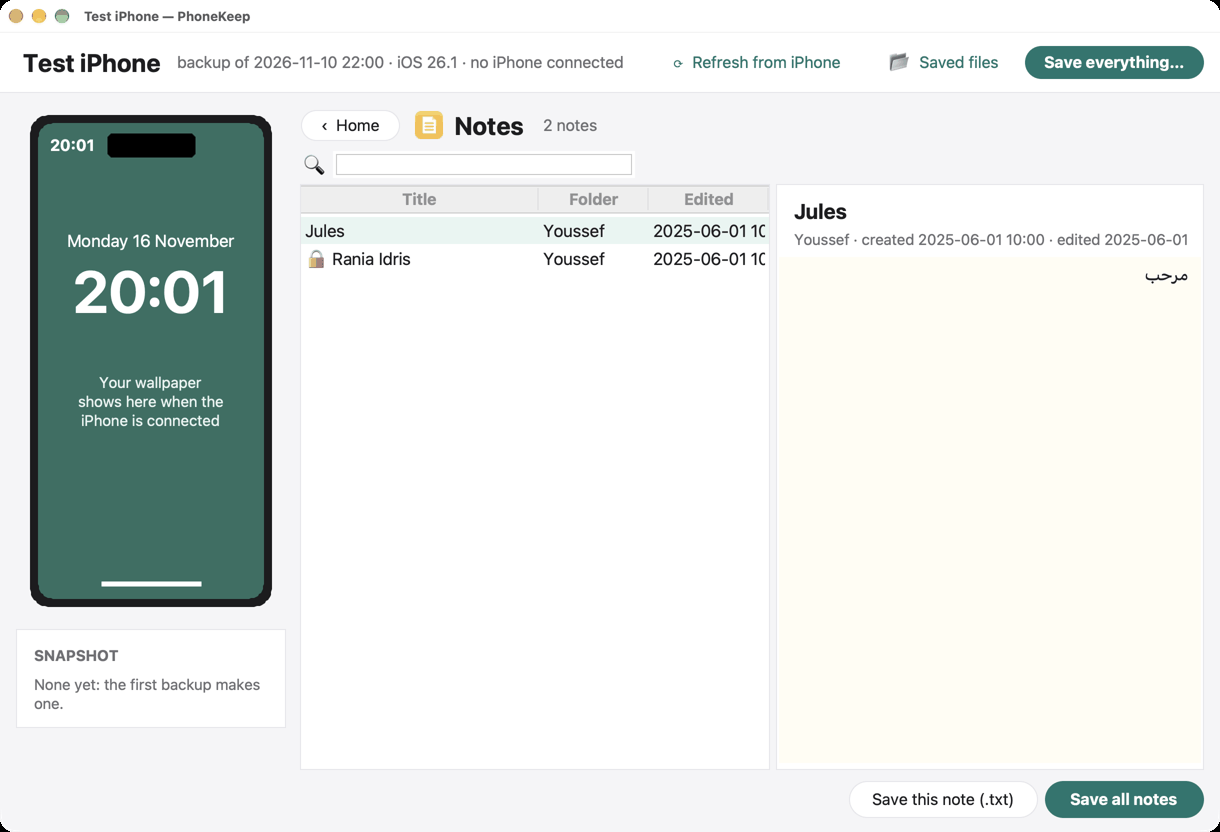 Test iPhone — PhoneKeep
Test iPhone backup of 2026-11-10 22:00 · iOS 26.1 · no iPhone connected
Refresh from iPhone
Saved files
Save everything...
20:01
Monday 16 November
20:01
Your wallpaper
shows here when the
iPhone is connected
SNAPSHOT
None yet: the first backup makes
one.
‹ Home
Notes 2 notes
Title Folder Edited
Jules Youssef 2025-06-01 10
Rania Idris Youssef 2025-06-01 10
Jules
Youssef · created 2025-06-01 10:00 · edited 2025-06-01
مرحب
Save this note (.txt)
Save all notes